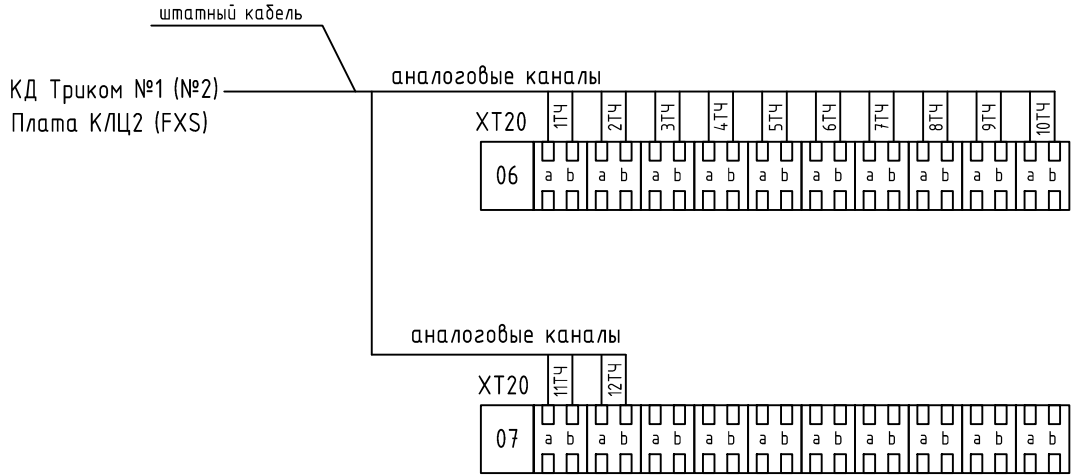 штатный кабель
КД Триком №1 (№2)
Плата КЛЦ2 (FXS)
аналоговые каналы
XT20
1ТЧ 2ТЧ 3ТЧ 4ТЧ 5ТЧ 6ТЧ 7ТЧ 8ТЧ 9ТЧ 10ТЧ
06 a b a b a b a b a b a b a b a b a b a b
аналоговые каналы
XT20
11ТЧ 12ТЧ
07 a b a b a b a b a b a b a b a b a b a b